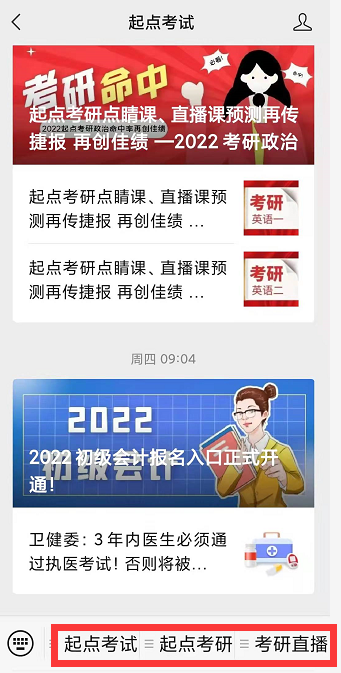 起点考试
考研命中
必看!
命中!
2022起点考研政治命中率再创佳绩
起点考研点睛课、直播课预测再传
捷报 再创佳绩 —2022 考研政治
起点考研点睛课、直播课预
测再传捷报 再创佳绩 ...
考研
英语一
起点考研点睛课、直播课预
测再传捷报 再创佳绩 ...
考研
英语二
周四 09:04
2022
初级会计
2022 初级会计报名入口正式开
通!
卫健委: 3 年内医生必须通
过执医考试! 否则将被...
起点考试
起点考研
考研直播